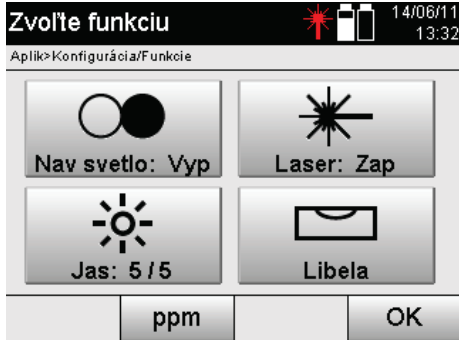 Zvoľte funkciu
14/06/11
13:32
Aplik>Konfigurácia/Funkcie
Nav svetlo: Vyp
Laser: Zap
Jas: 5/5
Libela
ppm
OK